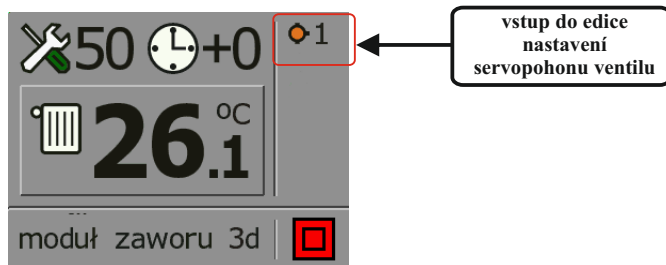 50 +0 1
vstup do edice
nastavení
servopohonu ventilu
26.1 °C
moduł zaworu 3d